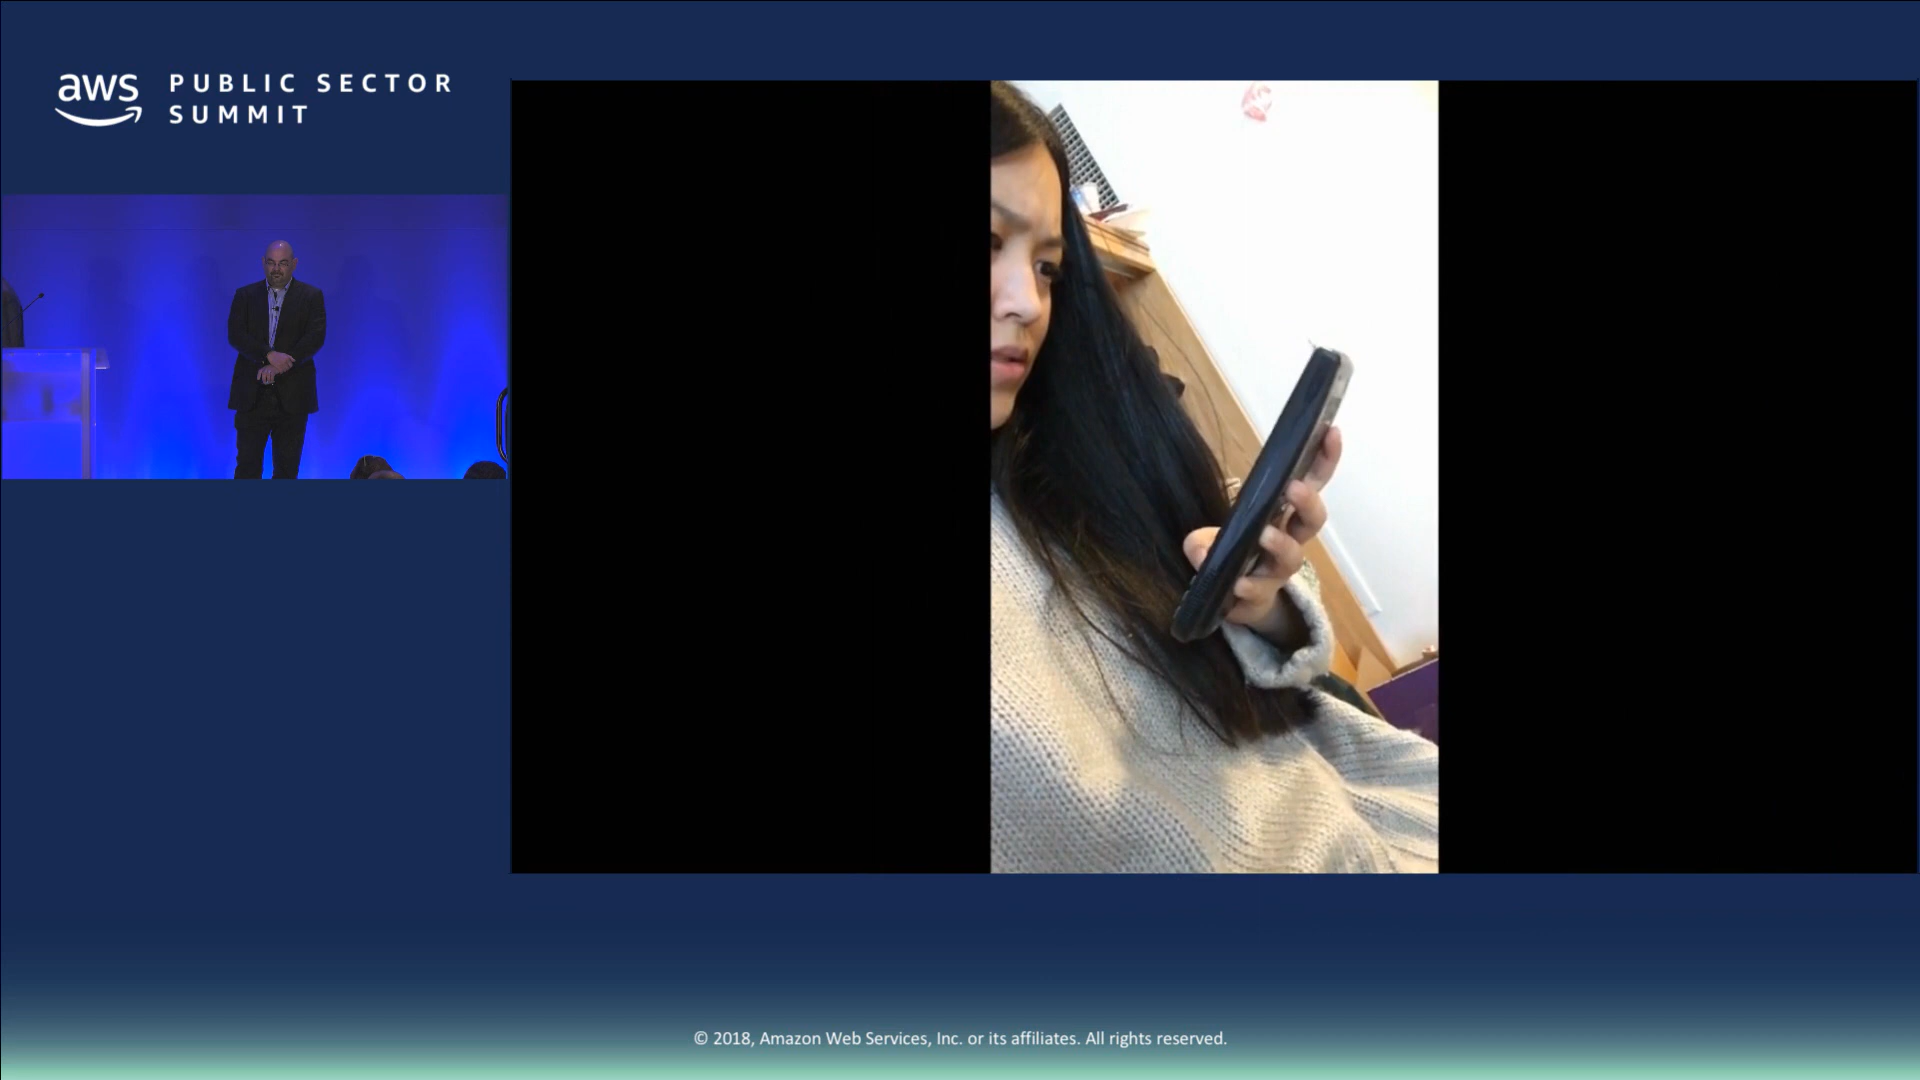 aws PUBLIC SECTOR
SUMMIT
© 2018, Amazon Web Services, Inc. or its affiliates. All rights reserved.